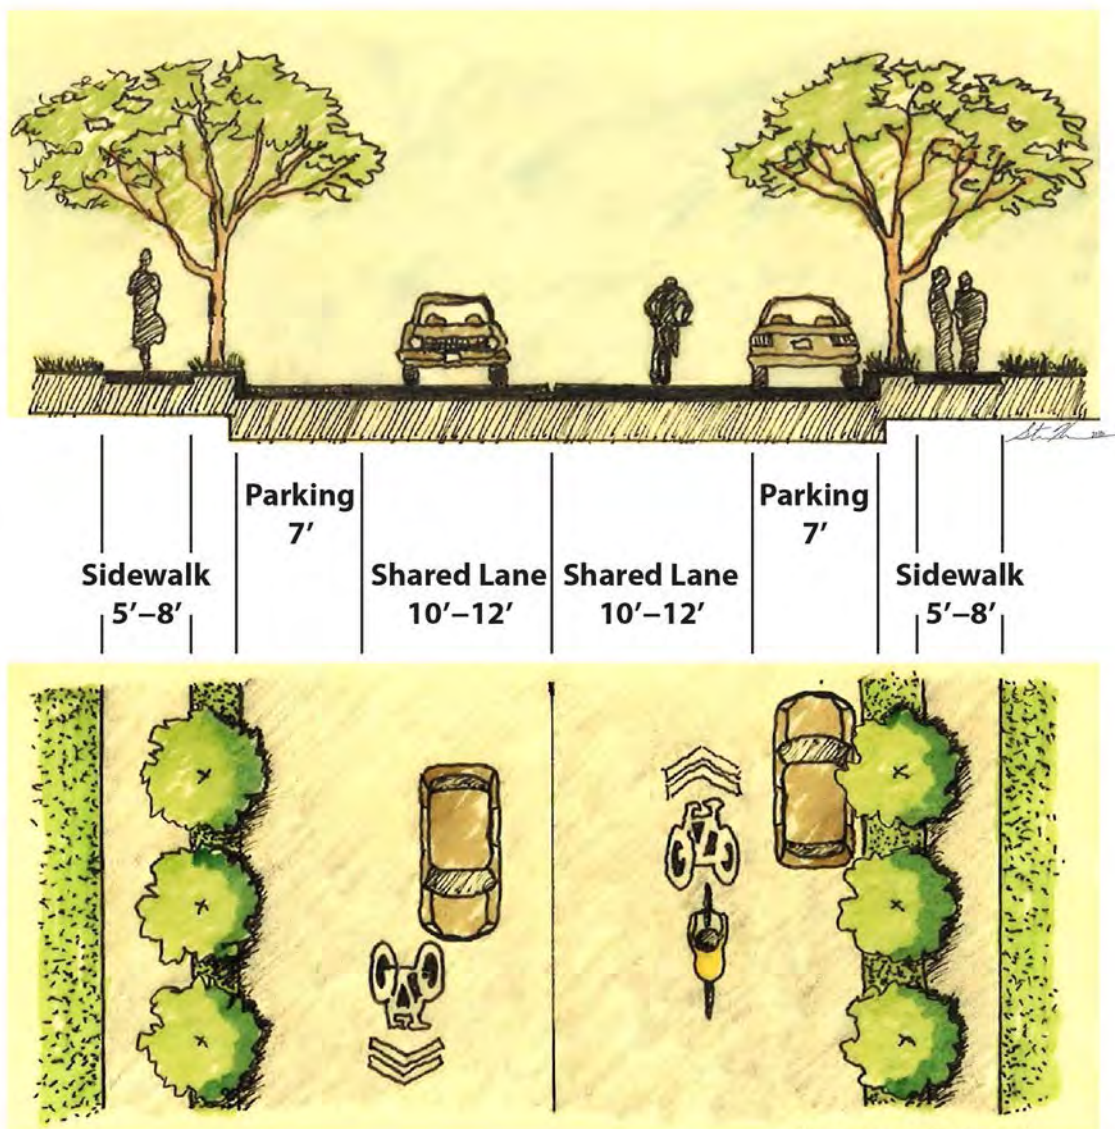 Parking
7′
Parking
7′
Sidewalk
5′–8′
Shared Lane
10′–12′
Shared Lane
10′–12′
Sidewalk
5′–8′